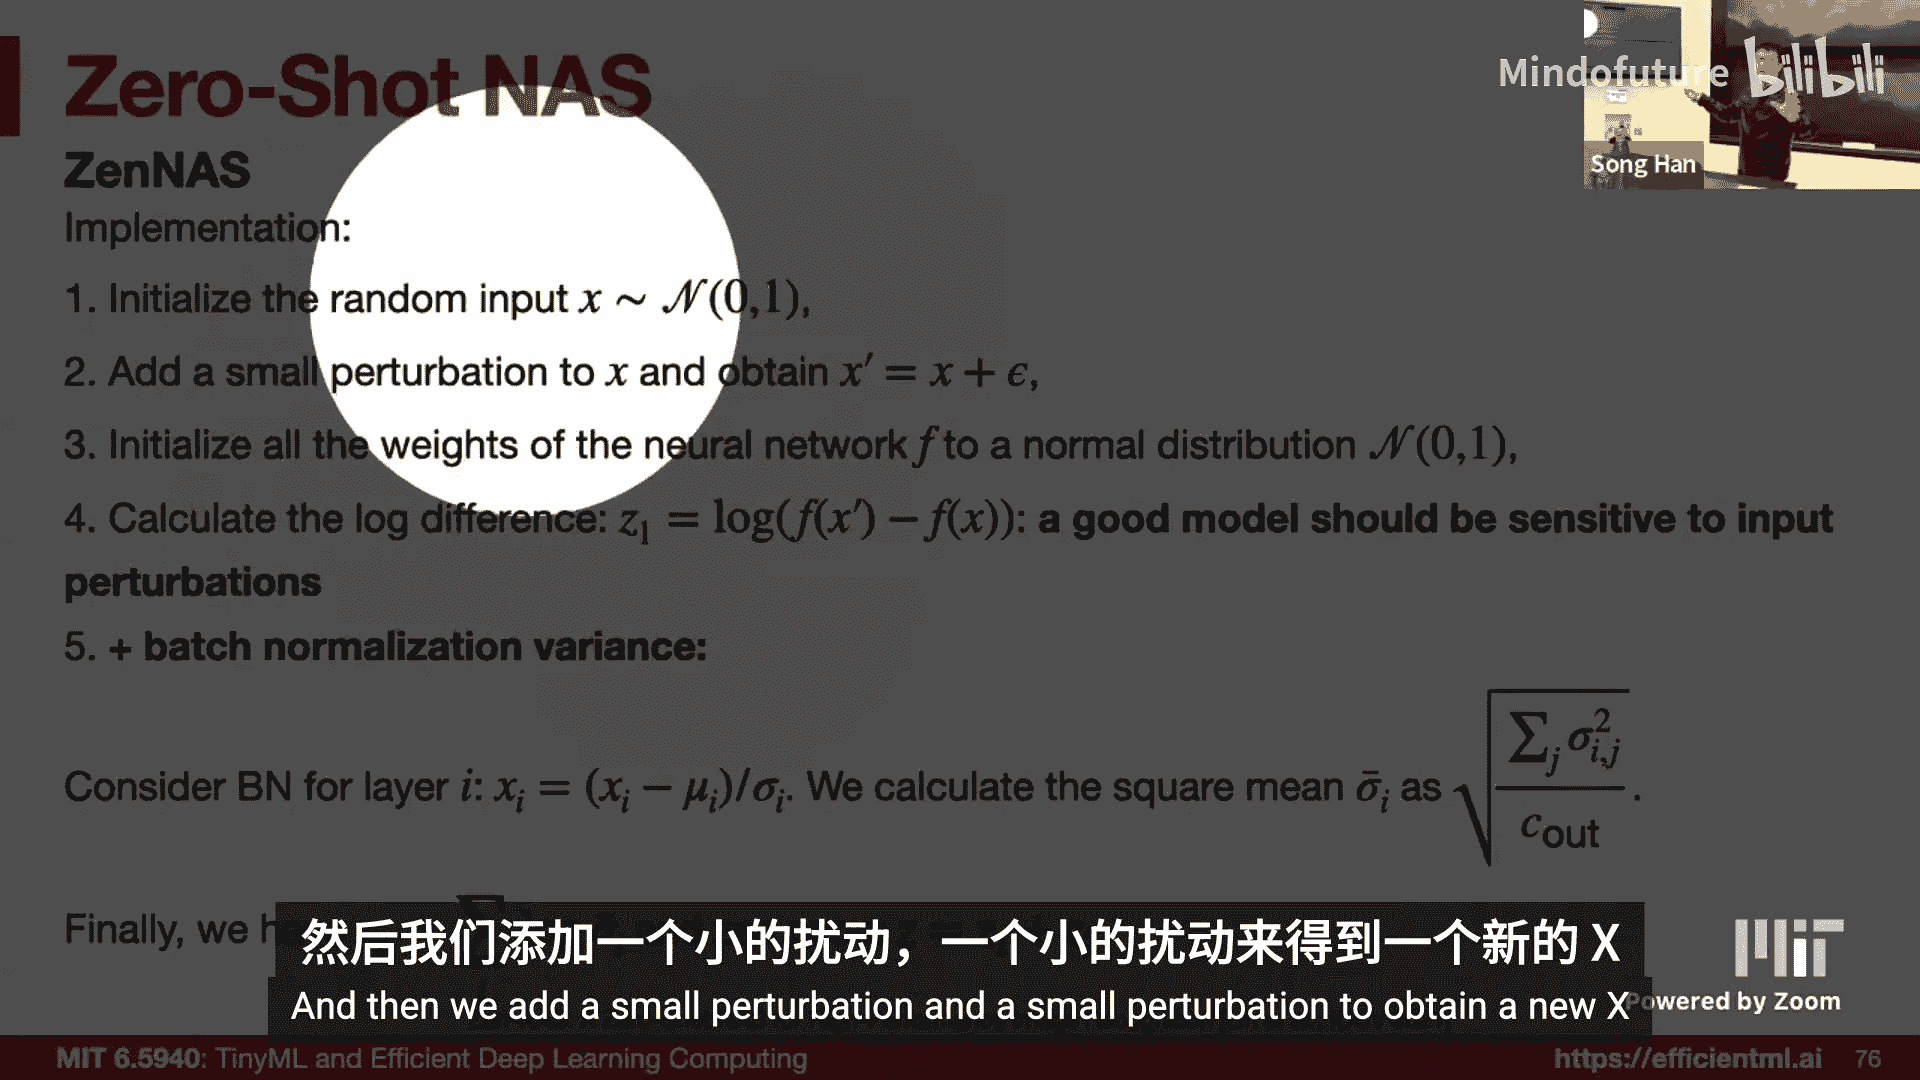 Zero-Shot NAS
Mindofuture bilibili
Song Han
ZenNAS
Implementation:
1. Initialize the random input x ∼ 𝒩(0,1),
2. Add a small perturbation to x and obtain x′ = x + ϵ,
3. Initialize all the weights of the neural network f to a normal distribution 𝒩(0,1),
4. Calculate the log difference: z₁ = log(f(x′) − f(x)): a good model should be sensitive to input
perturbations
5. + batch normalization variance:
Consider BN for layer i: xᵢ = (xᵢ − μᵢ)/σᵢ. We calculate the square mean σ̄ᵢ as √(∑ⱼ σ²ᵢ,ⱼ / c_out).
Finally, we
然后我们添加一个小的扰动，一个小的扰动来得到一个新的 X
And then we add a small perturbation and a small perturbation to obtain a new X
MIT
Powered by Zoom
MIT 6.5940: TinyML and Efficient Deep Learning Computing
https://efficientml.ai 76